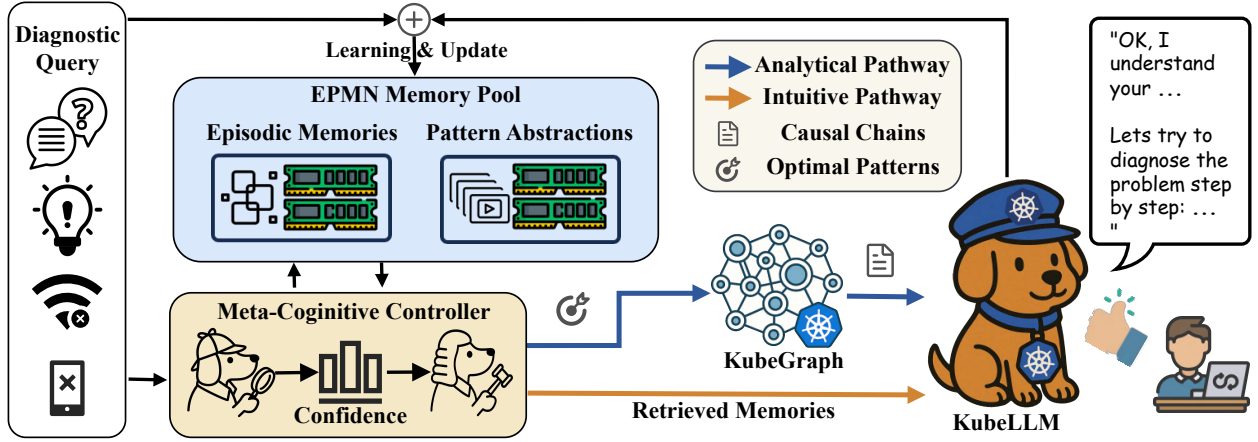 Diagnostic
Query
Learning & Update
EPMN Memory Pool
Episodic Memories
Pattern Abstractions
Meta-Coginitive Controller
Confidence
Analytical Pathway
Intuitive Pathway
Causal Chains
Optimal Patterns
KubeGraph
Retrieved Memories
KubeLLM
"OK, I
understand
your ...
Lets try to
diagnose the
problem step
by step: ...
"